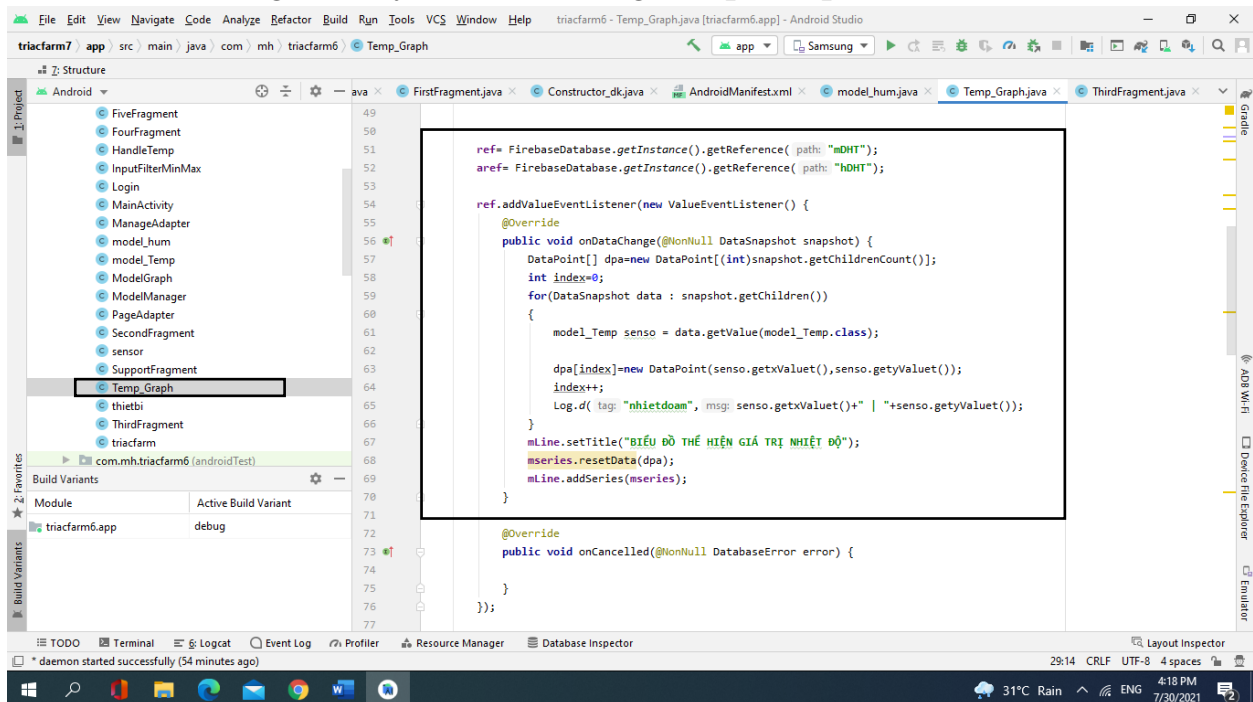 File Edit View Navigate Code Analyze Refactor Build Run Tools VCS Window Help triacfarm6 - Temp_Graph.java [triacfarm6.app] - Android Studio
triacfarm7 app src main java com mh triacfarm6 Temp_Graph app Samsung
7: Structure
Android
ava FirstFragment.java Constructor_dk.java AndroidManifest.xml model_hum.java Temp_Graph.java ThirdFragment.java
1: Project
FiveFragment
FourFragment
HandleTemp
InputFilterMinMax
Login
MainActivity
ManageAdapter
model_hum
model_Temp
ModelGraph
ModelManager
PageAdapter
SecondFragment
sensor
SupportFragment
Temp_Graph
thietbi
ThirdFragment
triacfarm
com.mh.triacfarm6 (androidTest)
2: Favorites
Build Variants
Build Variants
Module Active Build Variant
triacfarm6.app debug
49
50
51 ref= FirebaseDatabase.getInstance().getReference( path: "mDHT");
52 aref= FirebaseDatabase.getInstance().getReference( path: "hDHT");
53
54 ref.addValueEventListener(new ValueEventListener() {
55 @Override
56 public void onDataChange(@NonNull DataSnapshot snapshot) {
57 DataPoint[] dpa=new DataPoint[(int)snapshot.getChildrenCount()];
58 int index=0;
59 for(DataSnapshot data : snapshot.getChildren())
60 {
61 model_Temp senso = data.getValue(model_Temp.class);
62
63 dpa[index]=new DataPoint(senso.getxValuet(),senso.getyValuet());
64 index++;
65 Log.d( tag: "nhietdoam", msg: senso.getxValuet()+" | "+senso.getyValuet());
66 }
67 mLine.setTitle("BIỂU ĐỒ THỂ HIỆN GIÁ TRỊ NHIỆT ĐỘ");
68 mseries.resetData(dpa);
69 mLine.addSeries(mseries);
70 }
71
72 @Override
73 public void onCancelled(@NonNull DatabaseError error) {
74
75 }
76 });
77
Gradle
ADB Wi-Fi
Device File Explorer
Emulator
TODO Terminal 6: Logcat Event Log Profiler Resource Manager Database Inspector Layout Inspector
* daemon started successfully (54 minutes ago) 29:14 CRLF UTF-8 4 spaces
31°C Rain ENG 4:18 PM
7/30/2021
2